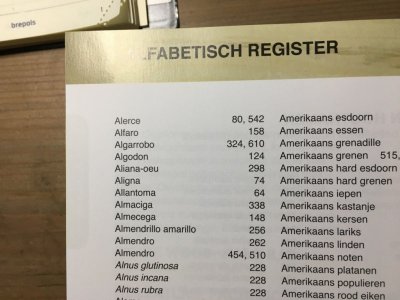 brepols
ALFABETISCH REGISTER
Alerce 80, 542
Alfaro 158
Algarrobo 324, 610
Algodon 124
Aliana-oeu 298
Aligna 74
Allantoma 64
Almaciga 338
Almecega 148
Almendrillo amarillo 256
Almendro 262
Almendro 454, 510
Alnus glutinosa 228
Alnus incana 228
Alnus rubra 228
Amerikaans esdoorn
Amerikaans essen
Amerikaans grenadille
Amerikaans grenen 515,
Amerikaans hard esdoorn
Amerikaans hard grenen
Amerikaans iepen
Amerikaans kastanje
Amerikaans kersen
Amerikaans lariks
Amerikaans linden
Amerikaans noten
Amerikaans platanen
Amerikaans populieren
Amerikaans rood eiken